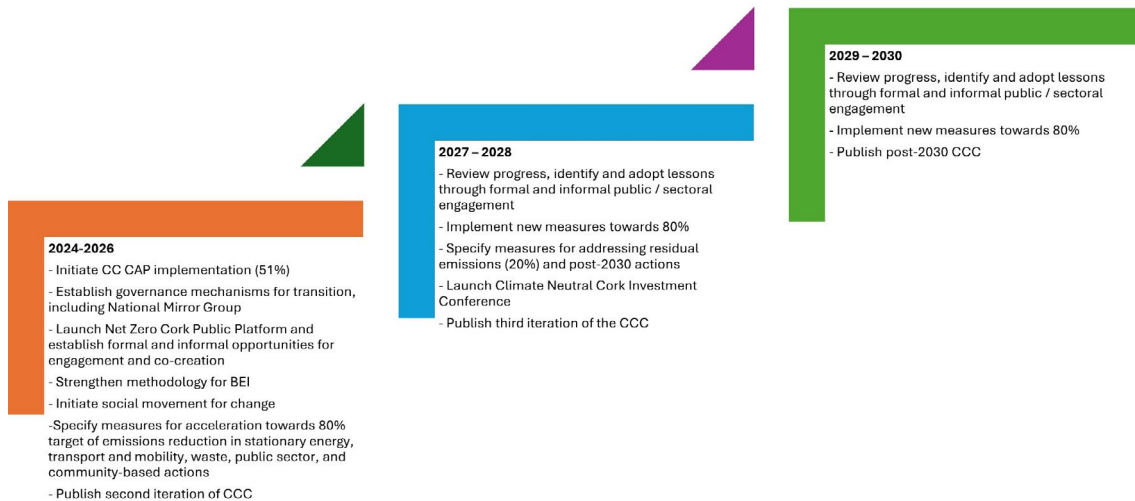 2024-2026
- Initiate CC CAP implementation (51%)
- Establish governance mechanisms for transition,
including National Mirror Group
- Launch Net Zero Cork Public Platform and
establish formal and informal opportunities for
engagement and co-creation
- Strengthen methodology for BEI
- Initiate social movement for change
-Specify measures for acceleration towards 80%
target of emissions reduction in stationary energy,
transport and mobility, waste, public sector, and
community-based actions
- Publish second iteration of CCC
2027 – 2028
- Review progress, identify and adopt lessons
through formal and informal public / sectoral
engagement
- Implement new measures towards 80%
- Specify measures for addressing residual
emissions (20%) and post-2030 actions
- Launch Climate Neutral Cork Investment
Conference
- Publish third iteration of the CCC
2029 – 2030
- Review progress, identify and adopt lessons
through formal and informal public / sectoral
engagement
- Implement new measures towards 80%
- Publish post-2030 CCC